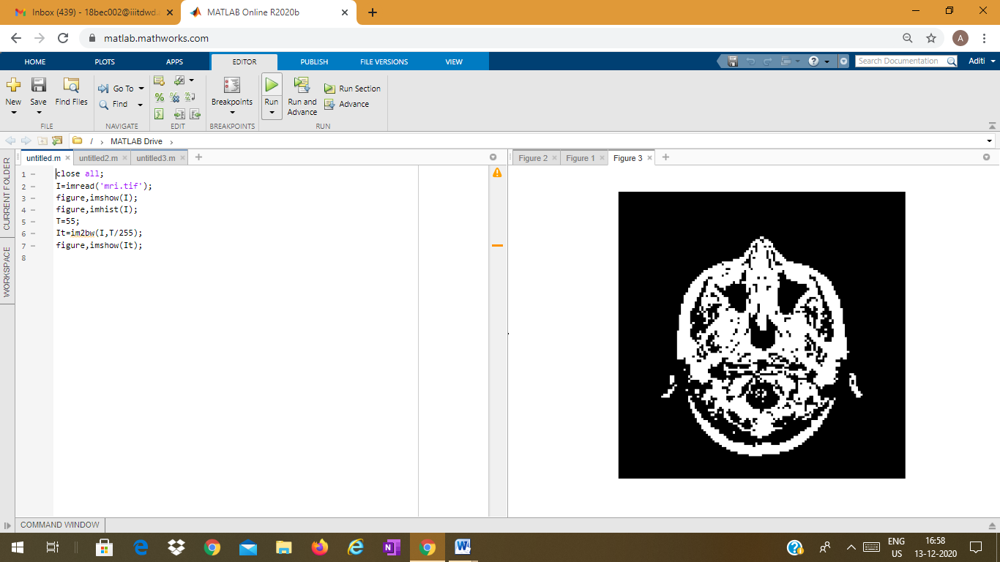 Inbox (439) - 18bec002@iiitdwd.
MATLAB Online R2020b
matlab.mathworks.com
A
HOME PLOTS APPS EDITOR PUBLISH FILE VERSIONS VIEW
Search Documentation
Aditi
New Save Find Files
Go To
Find
Breakpoints
Run
Run and Advance
Run Section
Advance
FILE NAVIGATE EDIT BREAKPOINTS RUN
/ › MATLAB Drive ›
CURRENT FOLDER
WORKSPACE
untitled.m × untitled2.m × untitled3.m × +
1 – close all;
2 – I=imread('mri.tif');
3 – figure,imshow(I);
4 – figure,imhist(I);
5 – T=55;
6 – It=im2bw(I,T/255);
7 – figure,imshow(It);
8
Figure 2 × Figure 1 × Figure 3 × +
COMMAND WINDOW
ENG
US
16:58
13-12-2020